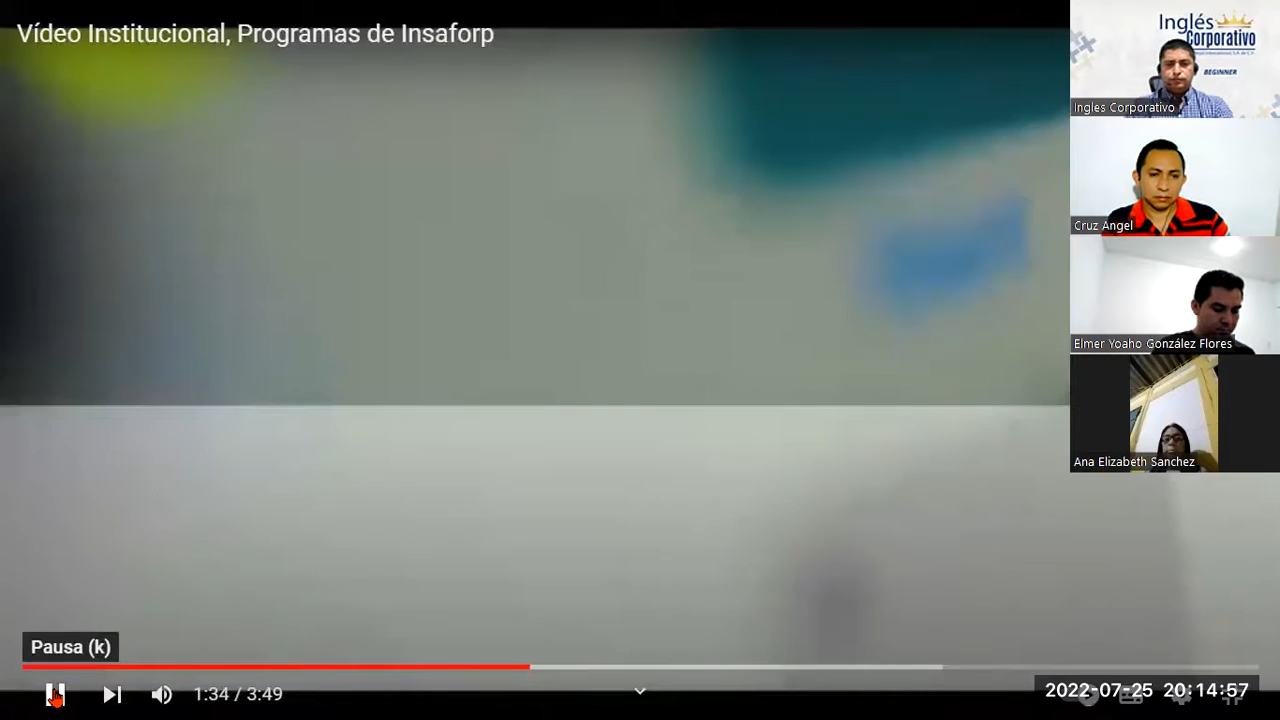 Vídeo Institucional, Programas de Insaforp
Inglés
Corporativo
BEGINNER
Ingles Corporativo
Cruz Angel
Elmer Yoaho González Flores
Ana Elizabeth Sanchez
Pausa (k)
1:34 / 3:49
2022-07-25 20:14:57